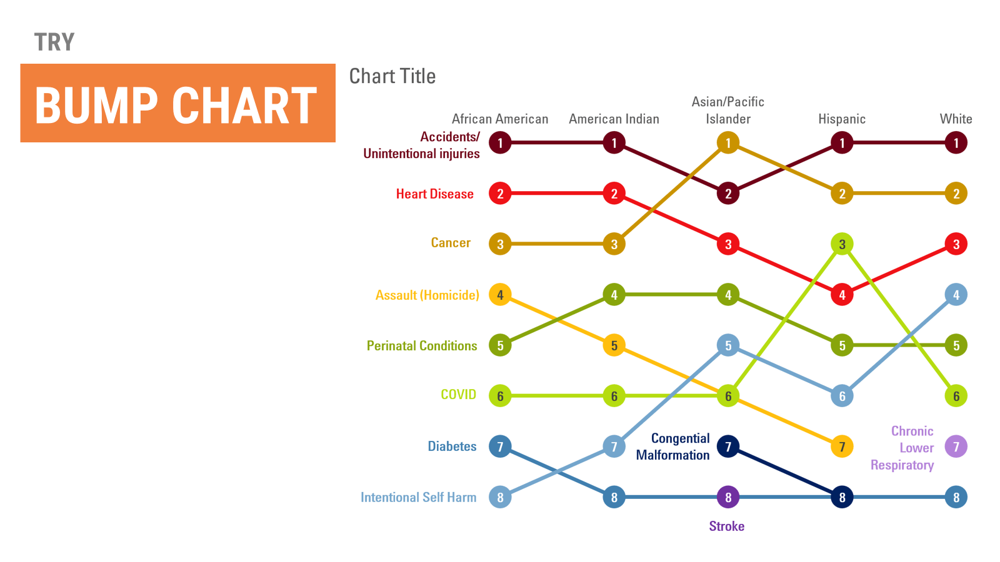 TRY
BUMP CHART
Chart Title
African American
American Indian
Asian/Pacific
Islander
Hispanic
White
Accidents/
Unintentional injuries
1 1 2 1 1
Heart Disease
2 2 1 2 2
Cancer
3 3 3 3 3
Assault (Homicide)
4 4 4 4 4
Perinatal Conditions
5 5 5 5 5
COVID
6 6 6 6 6
Diabetes
7 7
Congential
Malformation
7 7
Chronic
Lower
Respiratory
7
Intentional Self Harm
8 8 8 8 8
Stroke